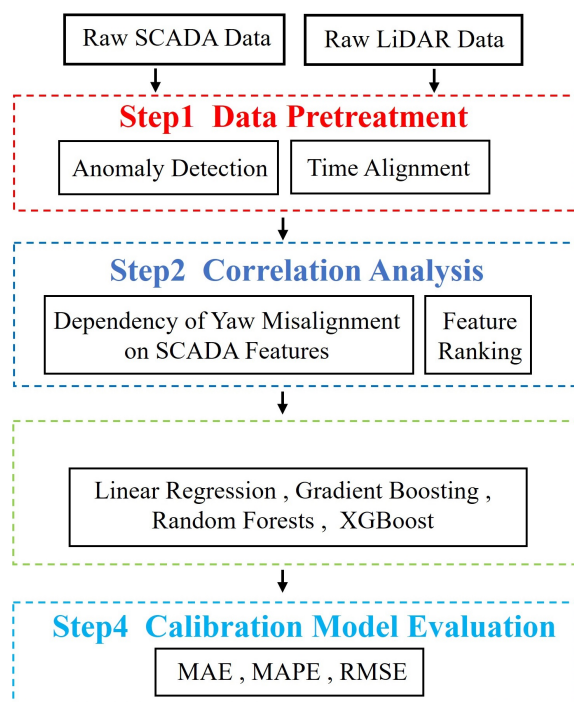 Raw SCADA Data
Raw LiDAR Data
Step1 Data Pretreatment
Anomaly Detection
Time Alignment
Step2 Correlation Analysis
Dependency of Yaw Misalignment
on SCADA Features
Feature
Ranking
Linear Regression , Gradient Boosting ,
Random Forests , XGBoost
Step4 Calibration Model Evaluation
MAE , MAPE , RMSE